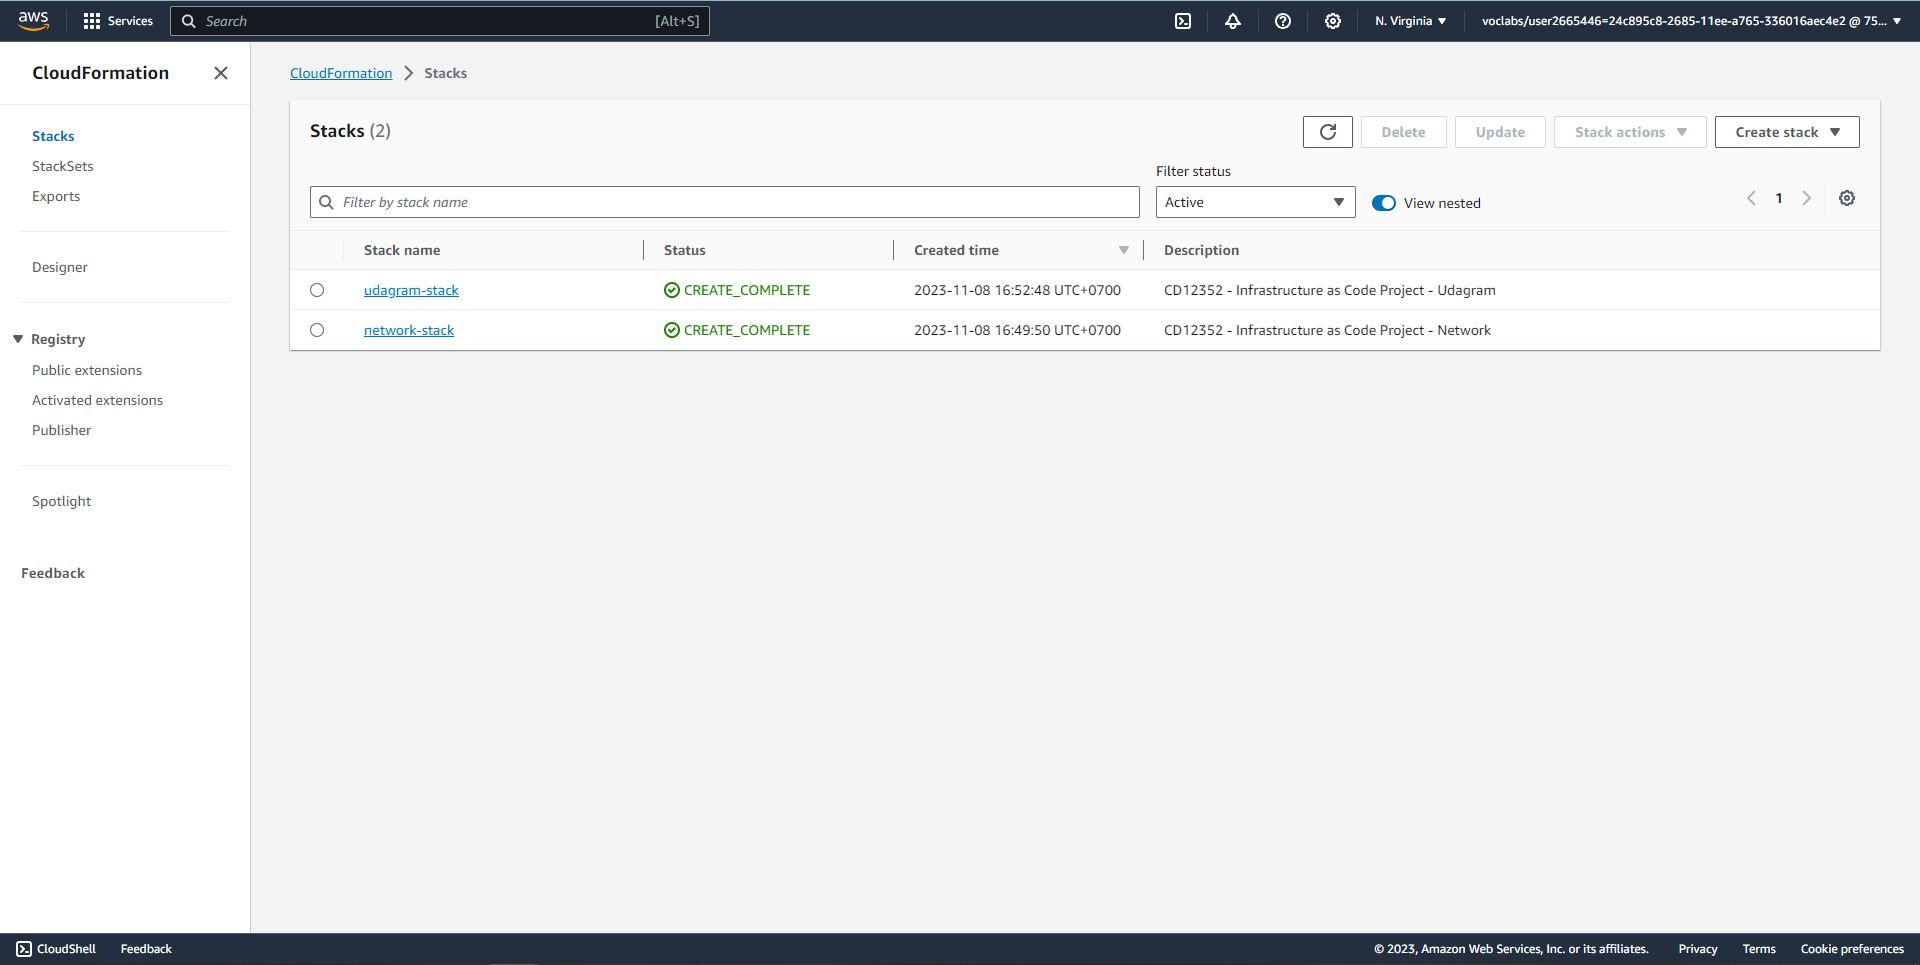 aws Services Search [Alt+S] N. Virginia voclabs/user2665446=24c895c8-2685-11ee-a765-336016aec4e2 @ 75...
CloudFormation
Stacks
StackSets
Exports
Designer
Registry
Public extensions
Activated extensions
Publisher
Spotlight
Feedback
CloudFormation Stacks
Stacks (2) Delete Update Stack actions Create stack
Filter status
Filter by stack name Active View nested 1
Stack name Status Created time Description
udagram-stack CREATE_COMPLETE 2023-11-08 16:52:48 UTC+0700 CD12352 - Infrastructure as Code Project - Udagram
network-stack CREATE_COMPLETE 2023-11-08 16:49:50 UTC+0700 CD12352 - Infrastructure as Code Project - Network
CloudShell Feedback © 2023, Amazon Web Services, Inc. or its affiliates. Privacy Terms Cookie preferences